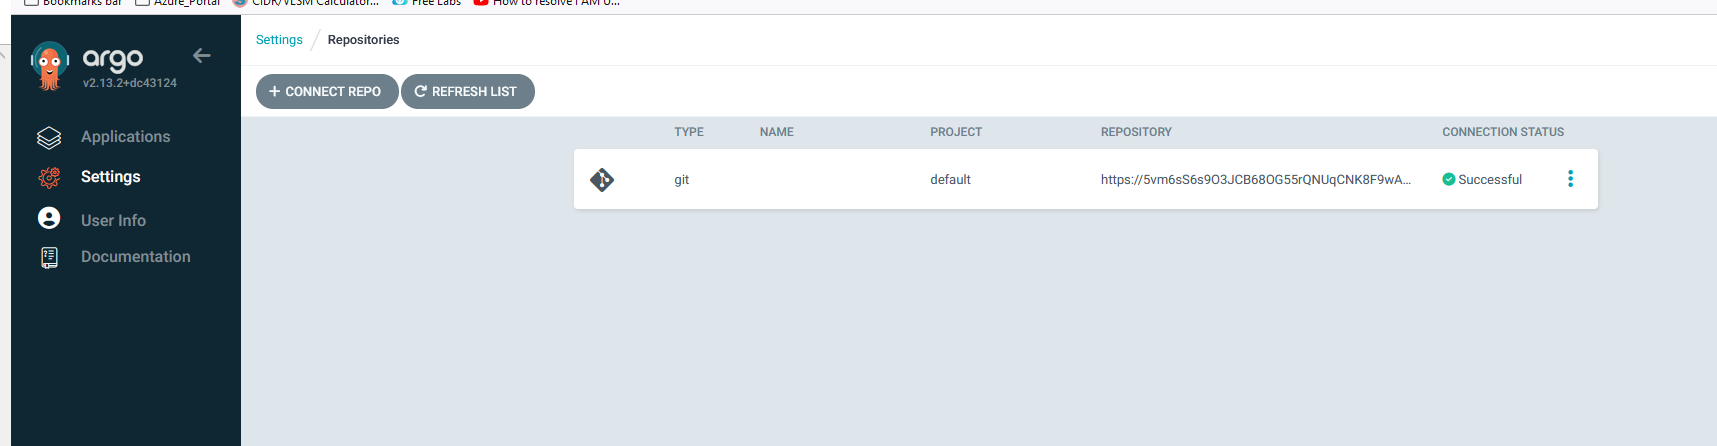 Bookmarks bar Azure_Portal CIDR/VLSM Calculator... Free Labs How to resolve I AM U...
argo
v2.13.2+dc43124
Applications
Settings
User Info
Documentation
Settings / Repositories
+ CONNECT REPO REFRESH LIST
TYPE NAME PROJECT REPOSITORY CONNECTION STATUS
git default https://5vm6sS6s9O3JCB68OG55rQNUqCNK8F9wA... Successful